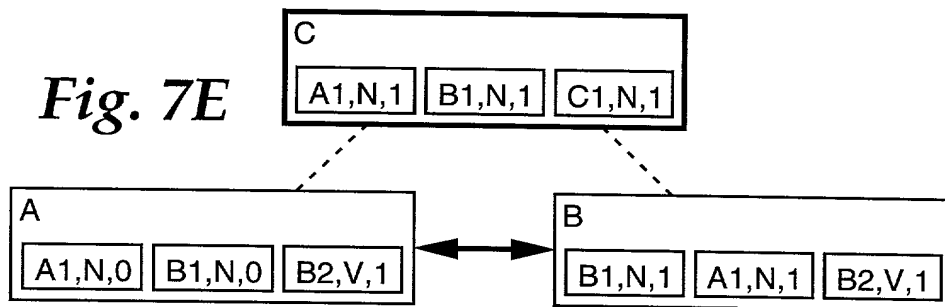 C
Fig. 7E
A1,N,1 B1,N,1 C1,N,1
A
B
A1,N,0 B1,N,0 B2,V,1
B1,N,1 A1,N,1 B2,V,1